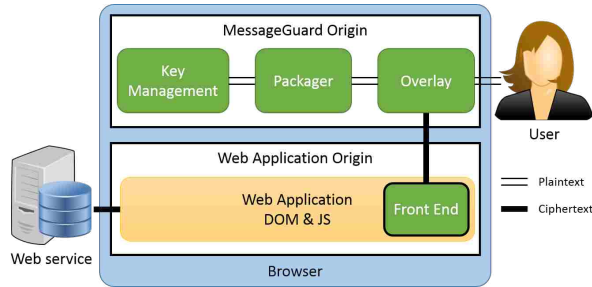 MessageGuard Origin
Key
Management
Packager
Overlay
User
Web Application Origin
Web Application
DOM & JS
Front End
Web service
Browser
Plaintext
Ciphertext